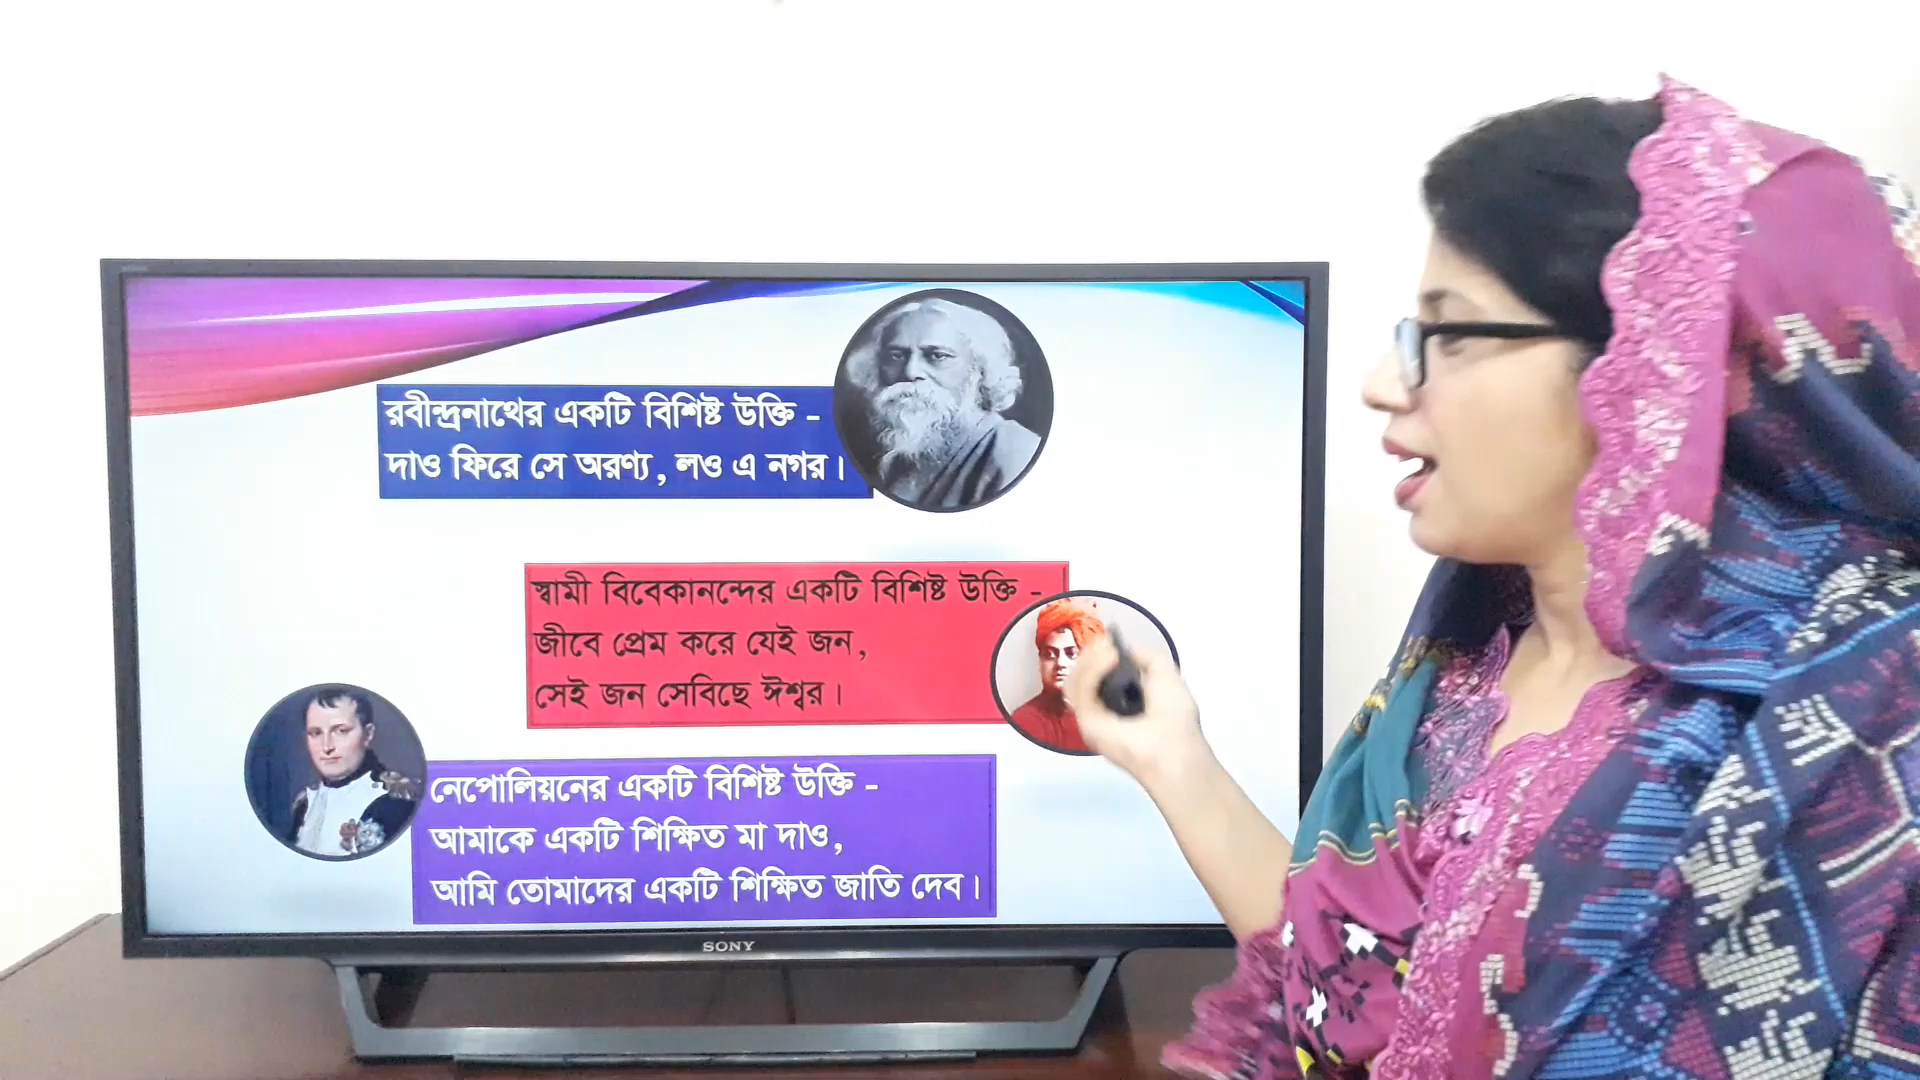 রবীন্দ্রনাথের একটি বিশিষ্ট উক্তি -
দাও ফিরে সে অরণ্য, লও এ নগর।
স্বামী বিবেকানন্দের একটি বিশিষ্ট উক্তি -
জীবে প্রেম করে যেই জন,
সেই জন সেবিছে ঈশ্বর।
নেপোলিয়নের একটি বিশিষ্ট উক্তি -
আমাকে একটি শিক্ষিত মা দাও,
আমি তোমাদের একটি শিক্ষিত জাতি দেব।
SONY